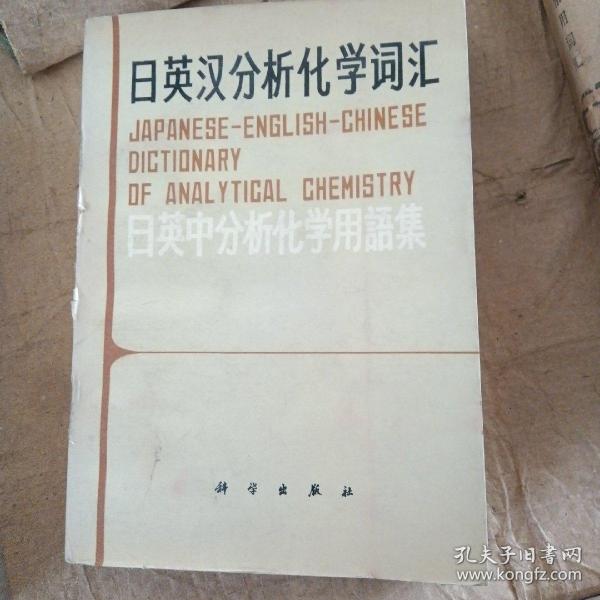 日英汉分析化学词汇
JAPANESE-ENGLISH-CHINESE
DICTIONARY
OF ANALYTICAL CHEMISTRY
日英中分析化学用語集
科学出版社
孔夫子旧书网
www.kongfz.com